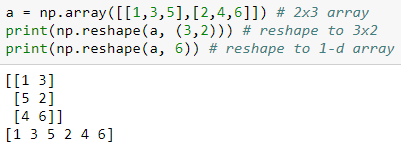 a = np.array([[1,3,5],[2,4,6]]) # 2x3 array
print(np.reshape(a, (3,2))) # reshape to 3x2
print(np.reshape(a, 6)) # reshape to 1-d array
[[1 3]
 [5 2]
 [4 6]]
[1 3 5 2 4 6]